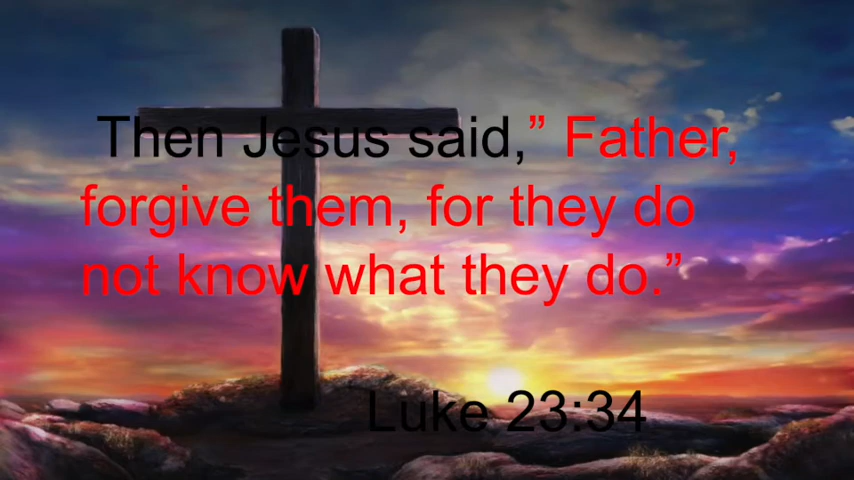 Then Jesus said,” Father,
forgive them, for they do
not know what they do.”
Luke 23:34